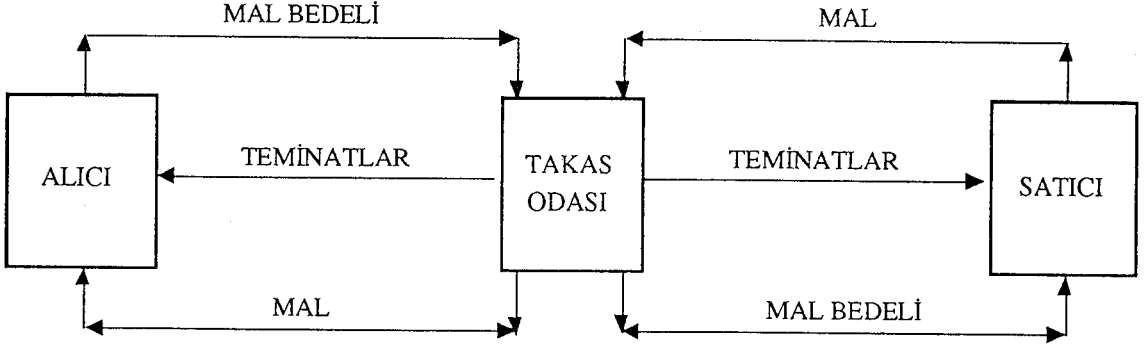 MAL BEDELİ
MAL
ALICI
TEMİNATLAR
TAKAS
ODASI
TEMİNATLAR
SATICI
MAL
MAL BEDELİ